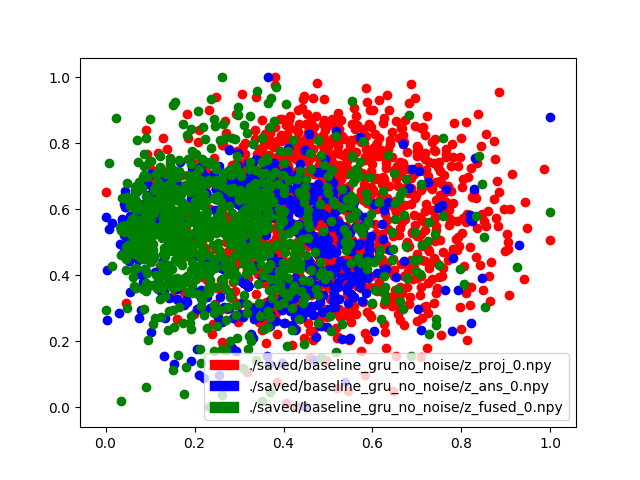 1.0
0.8
0.6
0.4
0.2
0.0
./saved/baseline_gru_no_noise/z_proj_0.npy
./saved/baseline_gru_no_noise/z_ans_0.npy
./saved/baseline_gru_no_noise/z_fused_0.npy
0.0 0.2 0.4 0.6 0.8 1.0